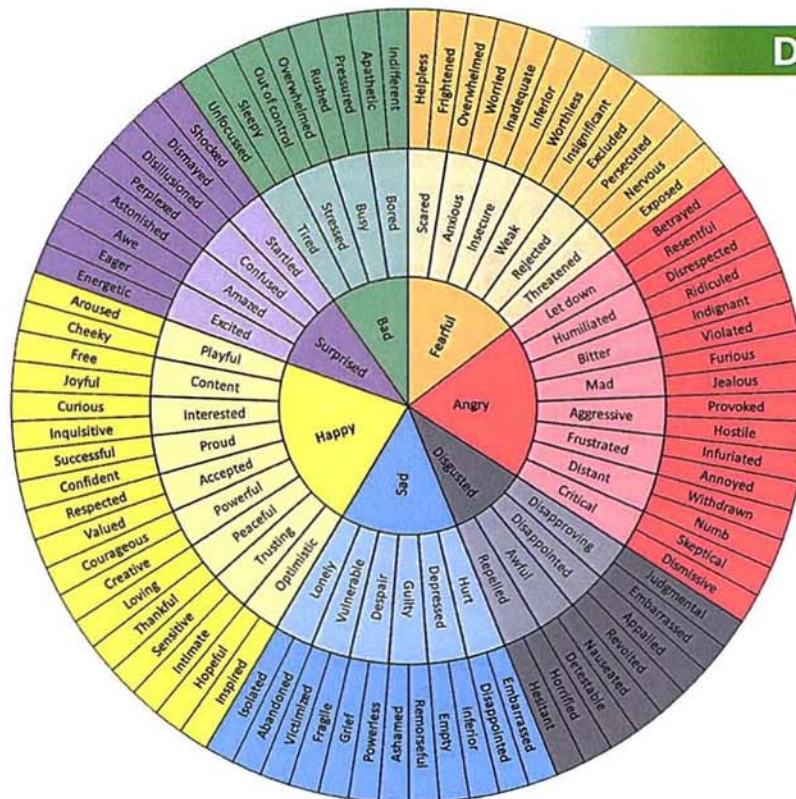 D
Bad
Fearful
Angry
Disgusted
Sad
Happy
Surprised
Tired
Stressed
Busy
Bored
Scared
Anxious
Insecure
Weak
Rejected
Threatened
Let down
Humiliated
Bitter
Mad
Aggressive
Frustrated
Distant
Critical
Disapproving
Disappointed
Awful
Repelled
Hurt
Depressed
Guilty
Despair
Vulnerable
Lonely
Optimistic
Trusting
Peaceful
Powerful
Accepted
Proud
Interested
Content
Playful
Excited
Amazed
Confused
Startled
Unfocussed
Sleepy
Out of control
Overwhelmed
Rushed
Pressured
Apathetic
Indifferent
Helpless
Frightened
Overwhelmed
Worried
Inadequate
Inferior
Worthless
Insignificant
Excluded
Persecuted
Nervous
Exposed
Betrayed
Resentful
Disrespected
Ridiculed
Indignant
Violated
Furious
Jealous
Provoked
Hostile
Infuriated
Annoyed
Withdrawn
Numb
Skeptical
Dismissive
Judgmental
Embarrassed
Appalled
Revolted
Nauseated
Detestable
Horrified
Hesitant
Embarrassed
Disappointed
Inferior
Empty
Remorseful
Ashamed
Powerless
Grief
Fragile
Victimized
Abandoned
Isolated
Inspired
Hopeful
Intimate
Sensitive
Thankful
Loving
Creative
Courageous
Valued
Respected
Confident
Successful
Inquisitive
Curious
Joyful
Free
Cheeky
Aroused
Energetic
Eager
Awe
Astonished
Perplexed
Disillusioned
Dismayed
Shocked